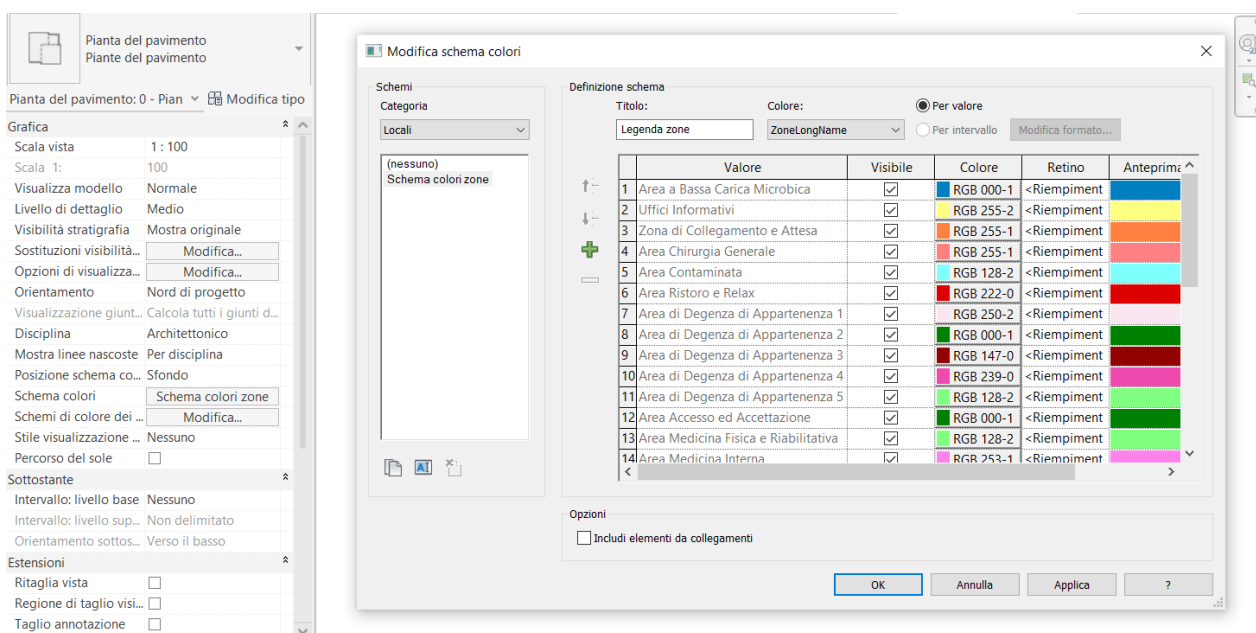 Pianta del pavimento
Piante del pavimento
Pianta del pavimento: 0 - Pian Modifica tipo
Grafica
Scala vista 1 : 100
Scala 1: 100
Visualizza modello Normale
Livello di dettaglio Medio
Visibilità stratigrafia Mostra originale
Sostituzioni visibilità... Modifica...
Opzioni di visualizza... Modifica...
Orientamento Nord di progetto
Visualizzazione giunt... Calcola tutti i giunti d...
Disciplina Architettonico
Mostra linee nascoste Per disciplina
Posizione schema co... Sfondo
Schema colori Schema colori zone
Schemi di colore dei ... Modifica...
Stile visualizzazione ... Nessuno
Percorso del sole
Sottostante
Intervallo: livello base Nessuno
Intervallo: livello sup... Non delimitato
Orientamento sottos... Verso il basso
Estensioni
Ritaglia vista
Regione di taglio visi...
Taglio annotazione
Modifica schema colori
Schemi
Categoria
Locali
(nessuno)
Schema colori zone
Definizione schema
Titolo: Colore: Per valore
Legenda zone ZoneLongName Per intervallo Modifica formato...
Valore Visibile Colore Retino Anteprima
1 Area a Bassa Carica Microbica RGB 000-1 <Riempiment
2 Uffici Informativi RGB 255-2 <Riempiment
3 Zona di Collegamento e Attesa RGB 255-1 <Riempiment
4 Area Chirurgia Generale RGB 255-1 <Riempiment
5 Area Contaminata RGB 128-2 <Riempiment
6 Area Ristoro e Relax RGB 222-0 <Riempiment
7 Area di Degenza di Appartenenza 1 RGB 250-2 <Riempiment
8 Area di Degenza di Appartenenza 2 RGB 000-1 <Riempiment
9 Area di Degenza di Appartenenza 3 RGB 147-0 <Riempiment
10 Area di Degenza di Appartenenza 4 RGB 239-0 <Riempiment
11 Area di Degenza di Appartenenza 5 RGB 128-2 <Riempiment
12 Area Accesso ed Accettazione RGB 000-1 <Riempiment
13 Area Medicina Fisica e Riabilitativa RGB 128-2 <Riempiment
14 Area Medicina Interna RGB 253-1 <Riempiment
Opzioni
Includi elementi da collegamenti
OK Annulla Applica ?